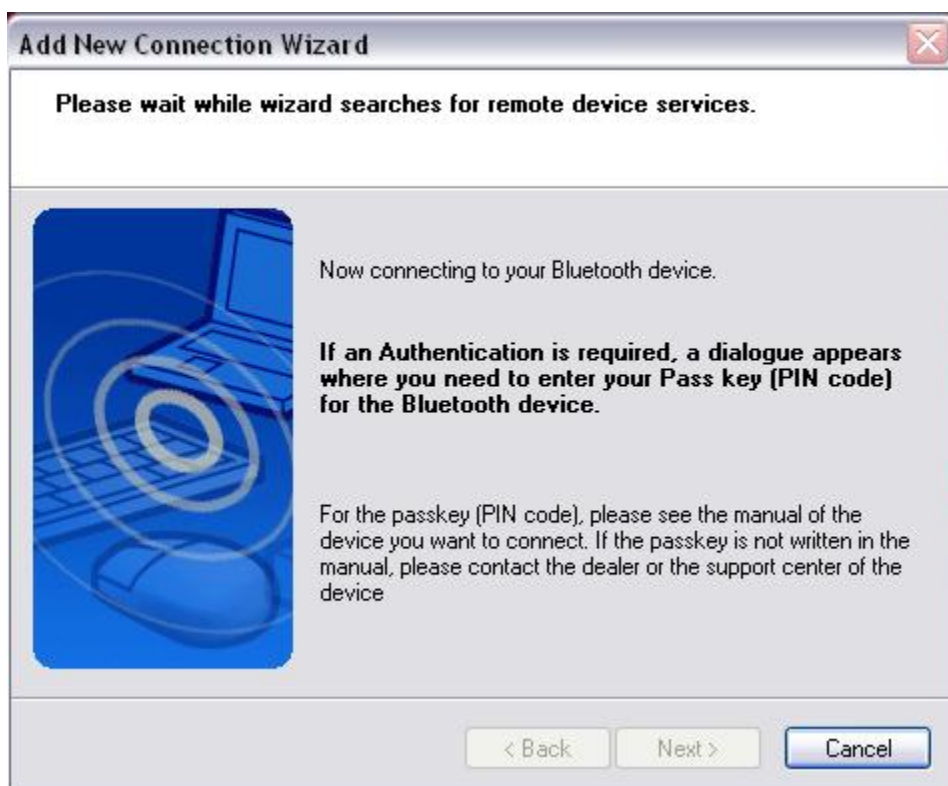 Add New Connection Wizard
Please wait while wizard searches for remote device services.
Now connecting to your Bluetooth device.
If an Authentication is required, a dialogue appears
where you need to enter your Pass key (PIN code)
for the Bluetooth device.
For the passkey (PIN code), please see the manual of the
device you want to connect. If the passkey is not written in the
manual, please contact the dealer or the support center of the
device
< Back
Next >
Cancel